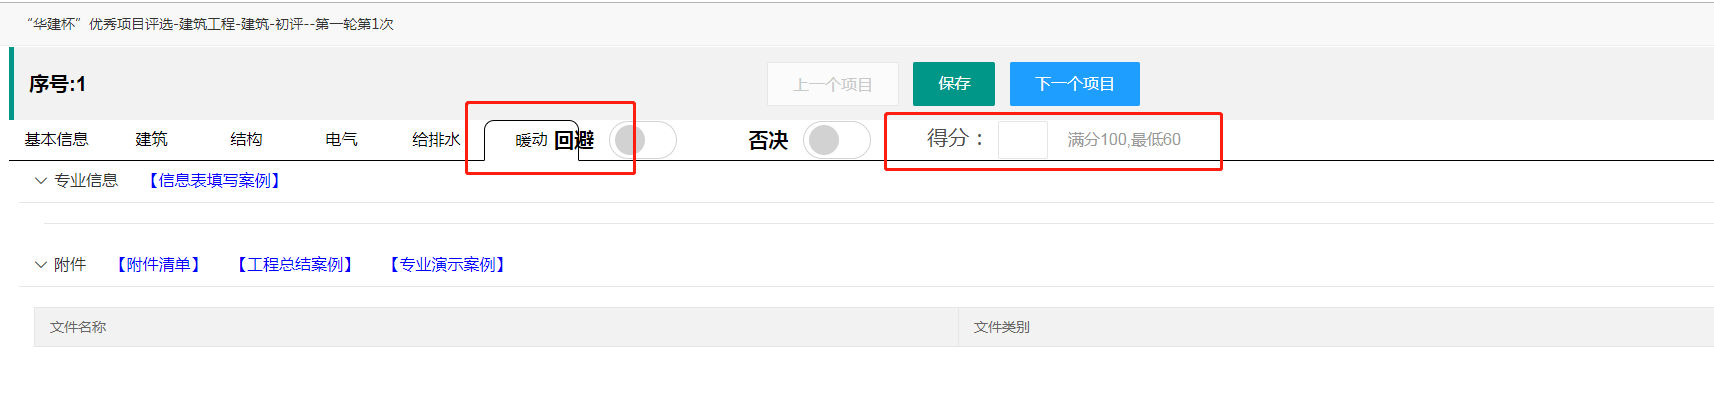 “华建杯”优秀项目评选-建筑工程-建筑-初评--第一轮第1次
序号:1 上一个项目 保存 下一个项目
基本信息 建筑 结构 电气 给排水 暖动 回避 否决 得分： 满分100,最低60
专业信息 【信息表填写案例】
附件 【附件清单】 【工程总结案例】 【专业演示案例】
文件名称 文件类别